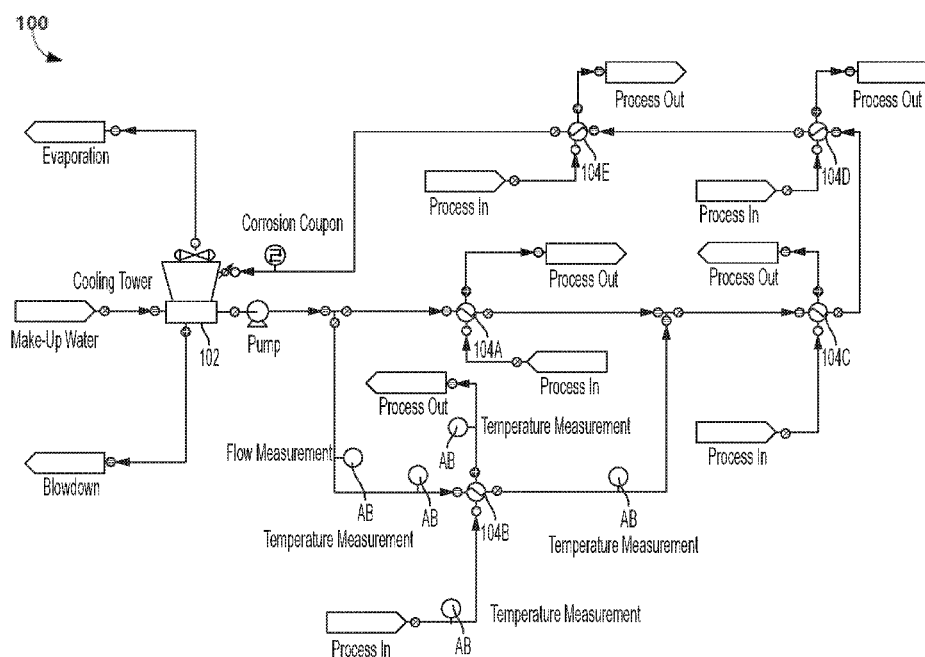 100
Process Out
Process Out
Evaporation
104E
104D
Process In
Process In
Corrosion Coupon
Cooling Tower
Process Out
Process Out
Make-Up Water
102
Pump
104A
104C
Process In
Process Out
Temperature Measurement
Process In
Flow Measurement
AB
Blowdown
AB
AB
104B
AB
Temperature Measurement
Temperature Measurement
Temperature Measurement
Process In
AB